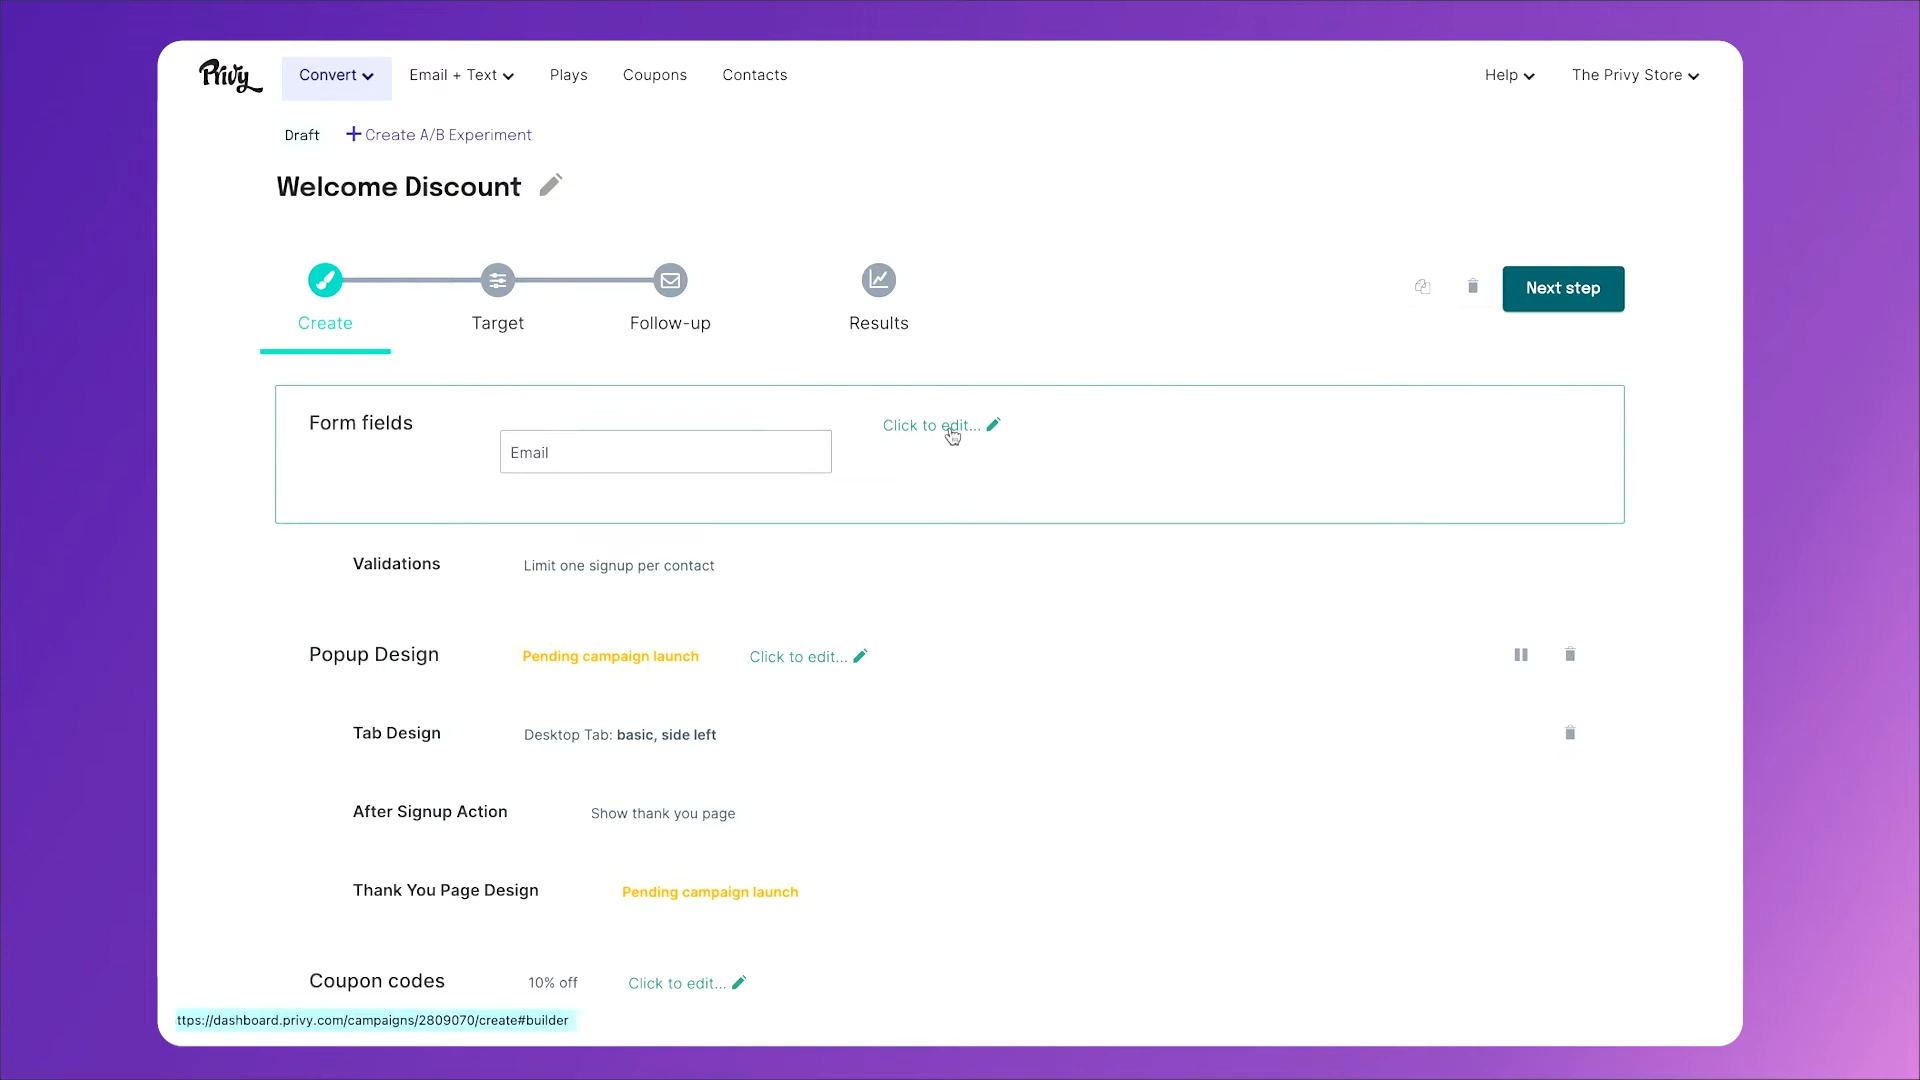 Privy
Convert
Email + Text
Plays
Coupons
Contacts
Help
The Privy Store
Draft
Create A/B Experiment
Welcome Discount
Create
Target
Follow-up
Results
Next step
Form fields
Click to edit...
Email
Validations
Limit one signup per contact
Popup Design
Pending campaign launch
Click to edit...
Tab Design
Desktop Tab: basic, side left
After Signup Action
Show thank you page
Thank You Page Design
Pending campaign launch
Coupon codes
10% off
Click to edit...
ttps://dashboard.privy.com/campaigns/2809070/create#builder